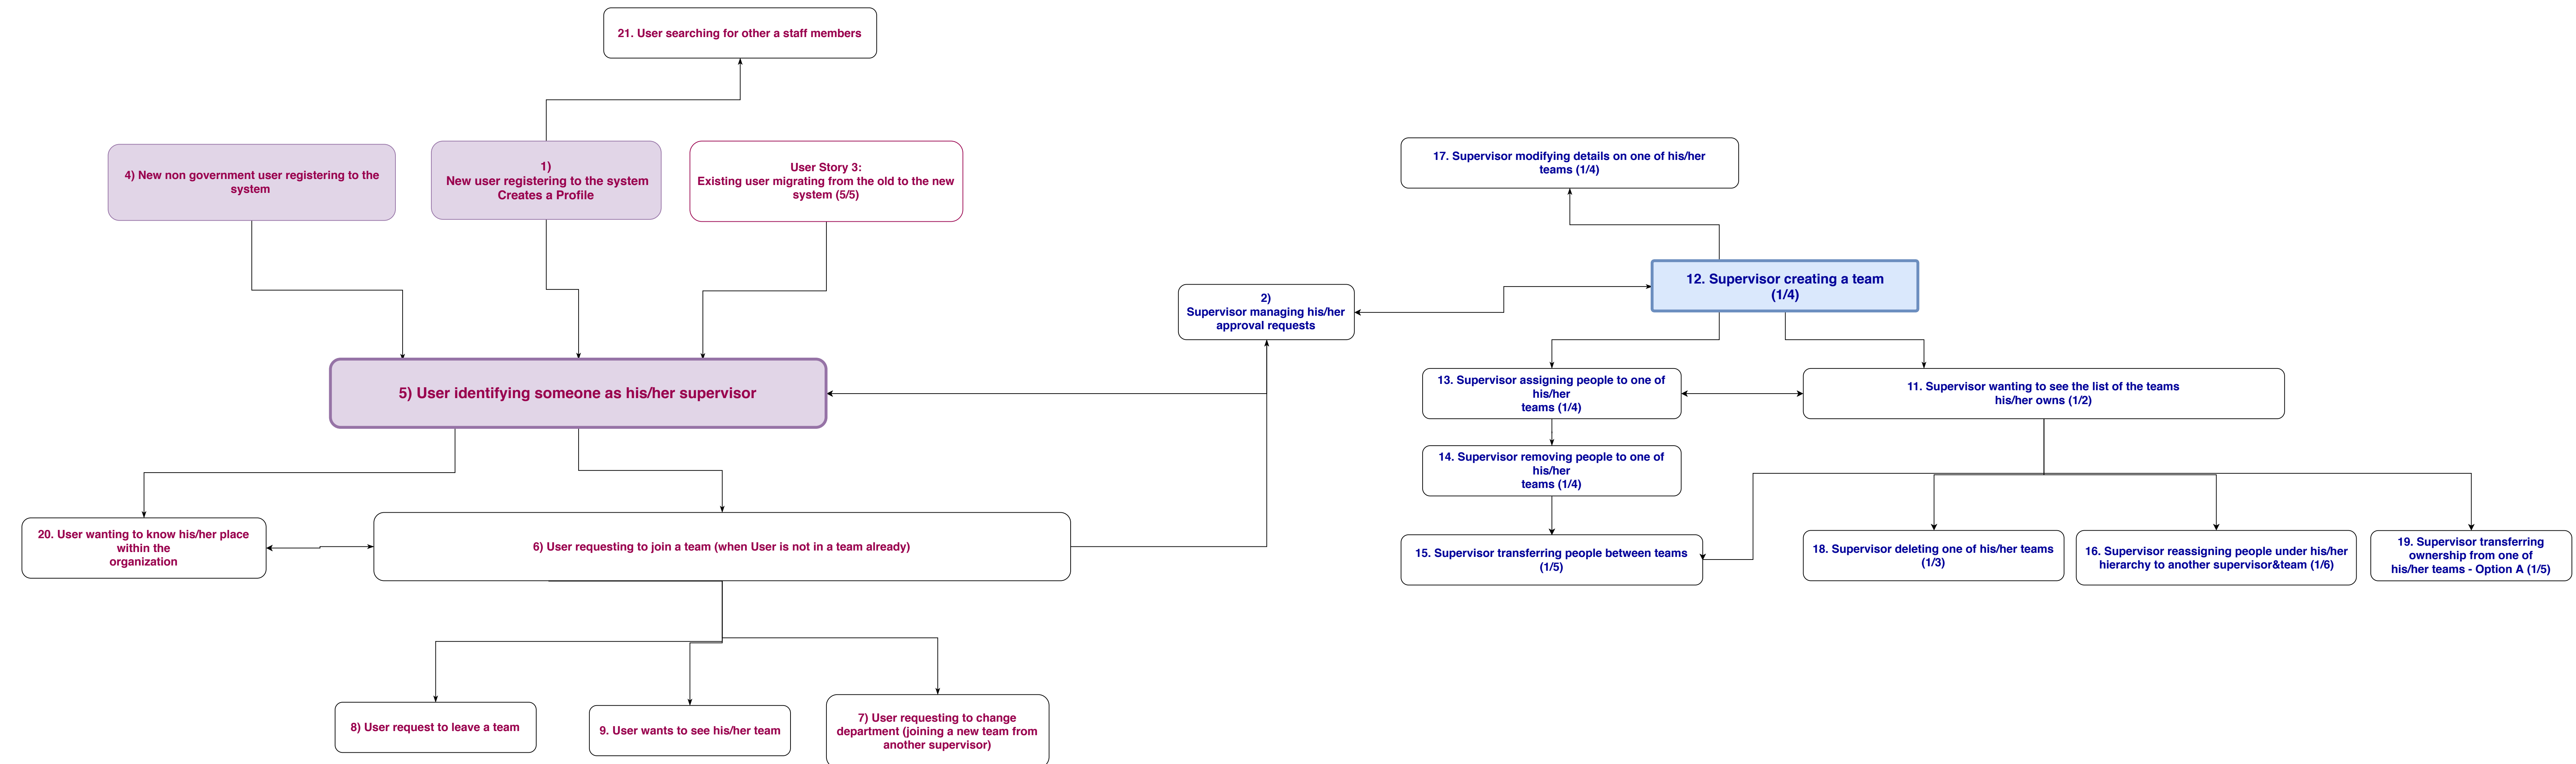 21. User searching for other a staff members
4) New non government user registering to the
system
1)
New user registering to the system
Creates a Profile
User Story 3:
Existing user migrating from the old to the new
system (5/5)
17. Supervisor modifying details on one of his/her
teams (1/4)
12. Supervisor creating a team
(1/4)
2)
Supervisor managing his/her
approval requests
5) User identifying someone as his/her supervisor
13. Supervisor assigning people to one of
his/her
teams (1/4)
11. Supervisor wanting to see the list of the teams
his/her owns (1/2)
14. Supervisor removing people to one of
his/her
teams (1/4)
20. User wanting to know his/her place
within the
organization
6) User requesting to join a team (when User is not in a team already)
15. Supervisor transferring people between teams
(1/5)
18. Supervisor deleting one of his/her teams
(1/3)
16. Supervisor reassigning people under his/her
hierarchy to another supervisor&team (1/6)
19. Supervisor transferring
ownership from one of
his/her teams - Option A (1/5)
8) User request to leave a team
9. User wants to see his/her team
7) User requesting to change
department (joining a new team from
another supervisor)